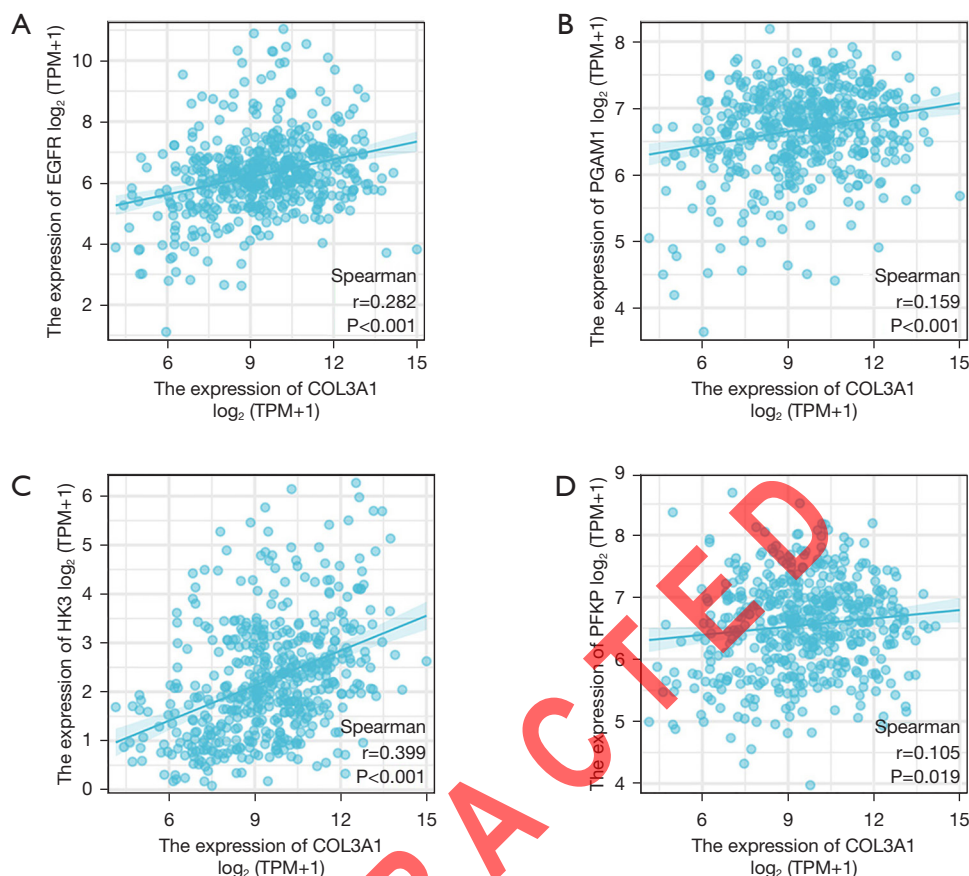 A
The expression of EGFR log₂ (TPM+1)
10
8
6
4
2
Spearman
r=0.282
P<0.001
6 9 12 15
The expression of COL3A1
log₂ (TPM+1)
B
The expression of PGAM1 log₂ (TPM+1)
8
7
6
5
4
Spearman
r=0.159
P<0.001
6 9 12 15
The expression of COL3A1
log₂ (TPM+1)
C
The expression of HK3 log₂ (TPM+1)
6
5
4
3
2
1
0
Spearman
r=0.399
P<0.001
6 9 12 15
The expression of COL3A1
log₂ (TPM+1)
D
The expression of PFKP log₂ (TPM+1)
9
8
7
6
5
4
Spearman
r=0.105
P=0.019
6 9 12 15
The expression of COL3A1
log₂ (TPM+1)
RACTED